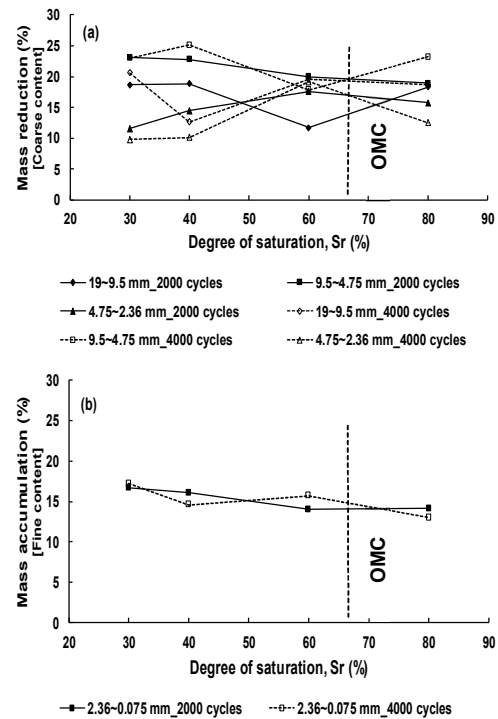 (a)
Mass reduction (%)
[Coarse content]
35
30
25
20
15
10
5
0
20 30 40 50 60 70 80 90
OMC
Degree of saturation, Sr (%)
19~9.5 mm_2000 cycles 9.5~4.75 mm_2000 cycles
4.75~2.36 mm_2000 cycles 19~9.5 mm_4000 cycles
9.5~4.75 mm_4000 cycles 4.75~2.36 mm_4000 cycles
(b)
Mass accumulation (%)
[Fine content]
30
25
20
15
10
5
0
20 30 40 50 60 70 80 90
OMC
Degree of saturation, Sr (%)
2.36~0.075 mm_2000 cycles 2.36~0.075 mm_4000 cycles